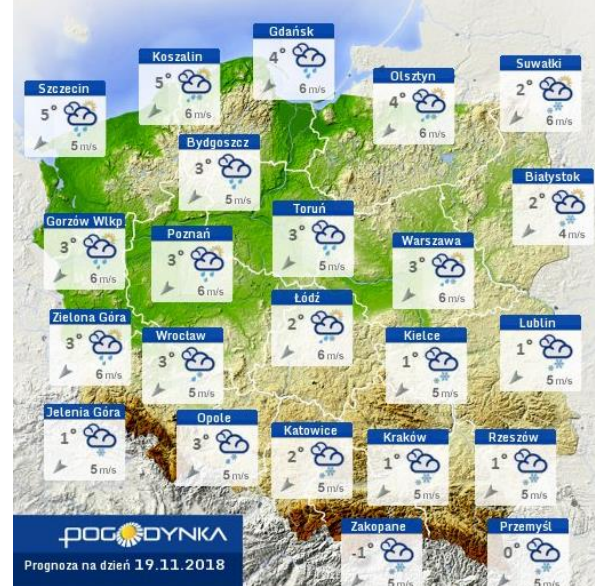 Gdańsk
4°
6 m/s
Koszalin
5°
6 m/s
Suwałki
2°
6 m/s
Olsztyn
4°
6 m/s
Szczecin
5°
5 m/s
Bydgoszcz
3°
5 m/s
Białystok
2°
4 m/s
Toruń
3°
5 m/s
Gorzów Wlkp
3°
6 m/s
Poznań
3°
6 m/s
Warszawa
3°
6 m/s
Łódź
2°
6 m/s
Zielona Góra
3°
6 m/s
Lublin
1°
5 m/s
Wrocław
3°
5 m/s
Kielce
1°
5 m/s
Jelenia Góra
1°
5 m/s
Opole
3°
5 m/s
Katowice
2°
5 m/s
Kraków
1°
5 m/s
Rzeszów
1°
5 m/s
Zakopane
-1°
5 m/s
Przemyśl
0°
5 m/s
POGODYNKA
Prognoza na dzień 19.11.2018